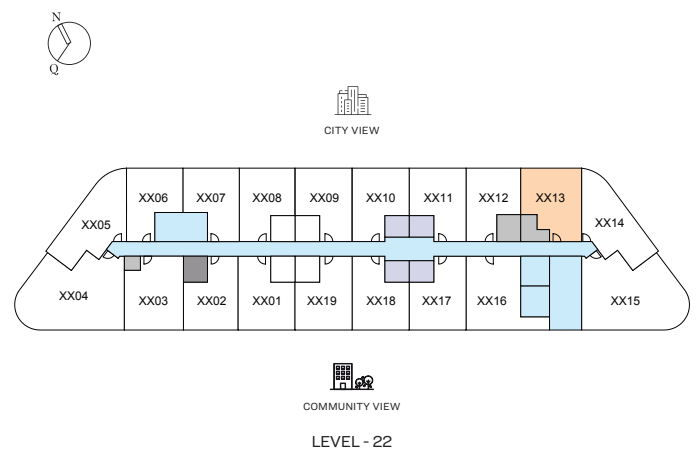 N
Q
CITY VIEW
XX06 XX07 XX08 XX09 XX10 XX11 XX12 XX13
XX05 XX14
XX04 XX03 XX02 XX01 XX19 XX18 XX17 XX16 XX15
COMMUNITY VIEW
LEVEL - 22